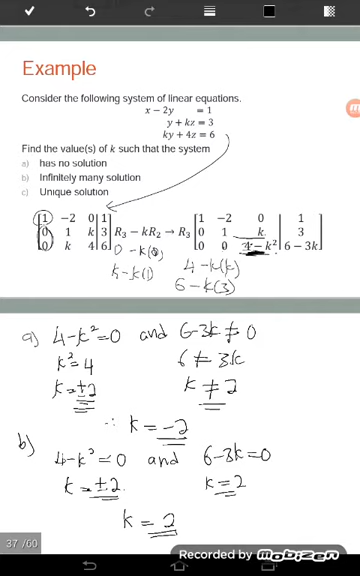 Example
Consider the following system of linear equations.
x − 2y = 1
y + kz = 3
ky + 4z = 6
Find the value(s) of k such that the system
a) has no solution
b) Infinitely many solution
c) Unique solution
1 −2 0 1
0 1 k 3 R₃ − kR₂ → R₃
0 k 4 6
1 −2 0 1
0 1 k 3
0 0 4 − k² 6 − 3k
0 − k(0)
k − k(1)
4 − k(k)
6 − k(3)
a) 4 − k² = 0 and 6 − 3k ≠ 0
k² = 4 6 ≠ 3k
k = ±2 k ≠ 2
∴ k = −2
b) 4 − k² = 0 and 6 − 3k = 0
k = ±2 k = 2
k = 2
37 /60
Recorded by mobizen